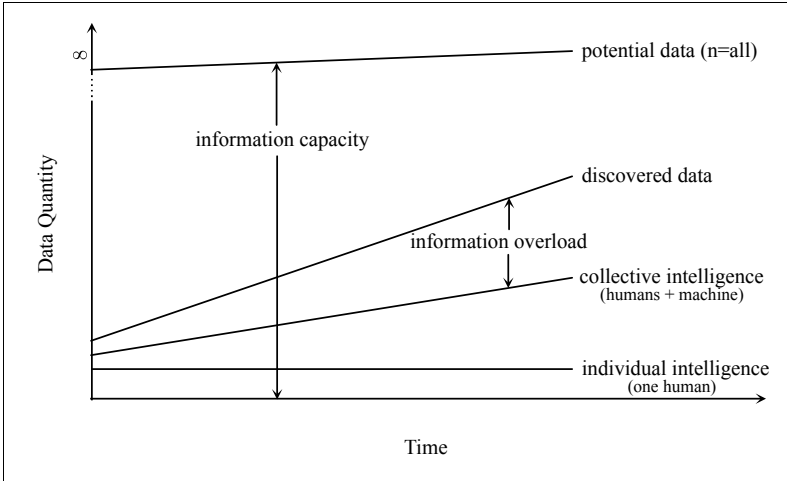 ∞
potential data (n=all)
information capacity
discovered data
Data Quantity
information overload
collective intelligence
(humans + machine)
individual intelligence
(one human)
Time